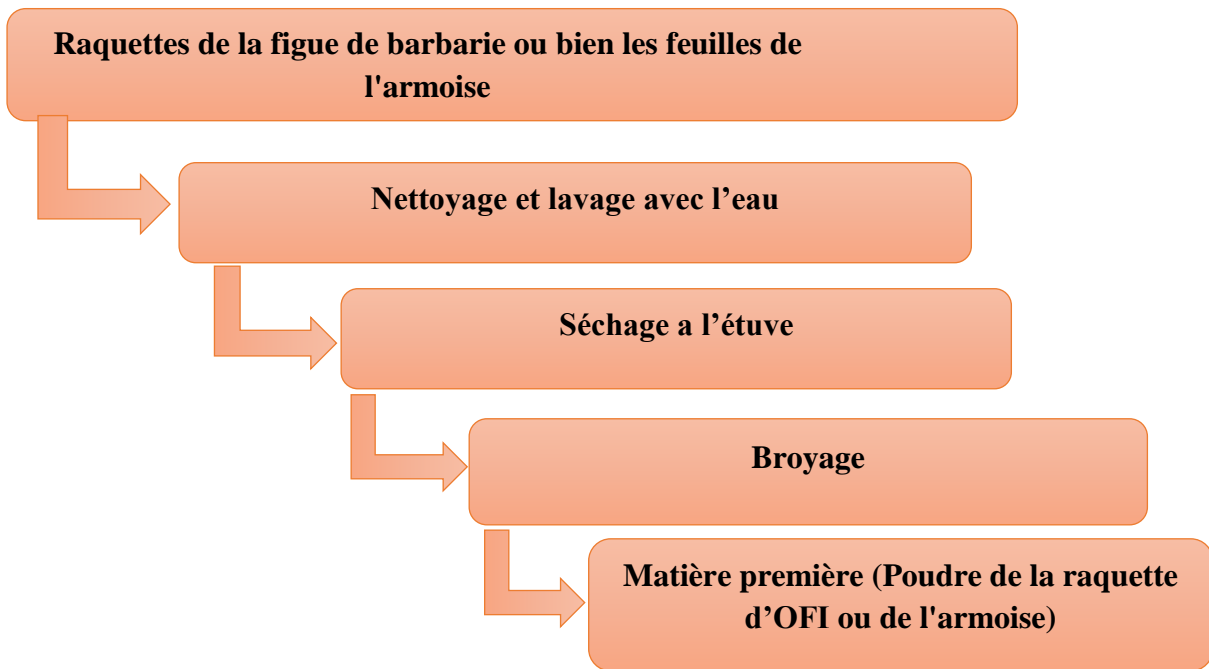 Raquettes de la figue de barbarie ou bien les feuilles de
l'armoise
Nettoyage et lavage avec l’eau
Séchage a l’étuve
Broyage
Matière première (Poudre de la raquette
d’OFI ou de l'armoise)